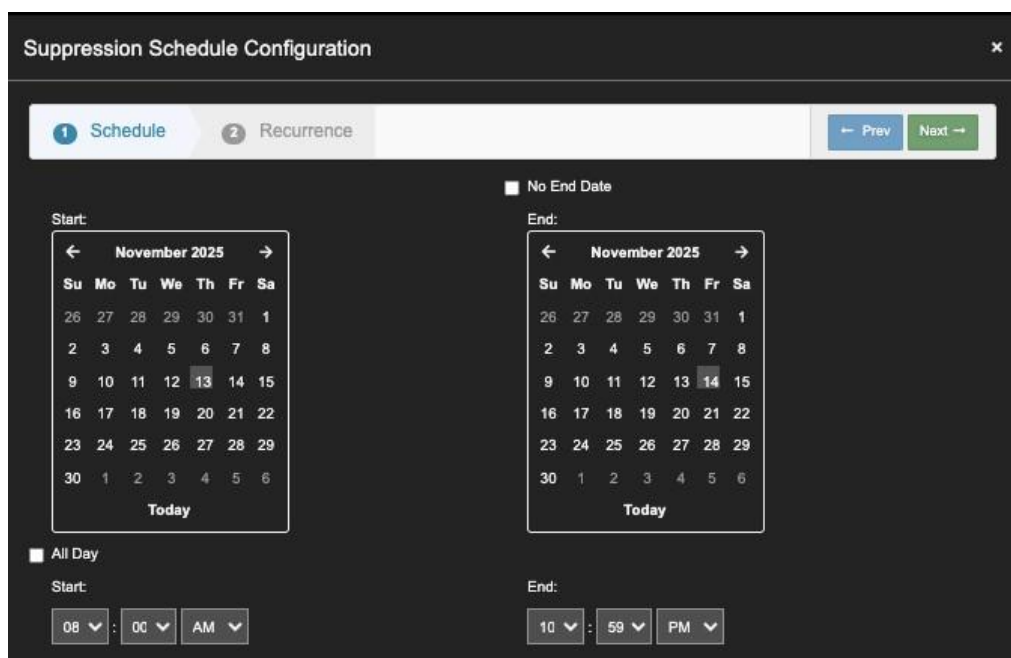 Suppression Schedule Configuration ×
1 Schedule 2 Recurrence ← Prev Next →
No End Date
Start: End:
← November 2025 → ← November 2025 →
Su Mo Tu We Th Fr Sa Su Mo Tu We Th Fr Sa
26 27 28 29 30 31 1 26 27 28 29 30 31 1
2 3 4 5 6 7 8 2 3 4 5 6 7 8
9 10 11 12 13 14 15 9 10 11 12 13 14 15
16 17 18 19 20 21 22 16 17 18 19 20 21 22
23 24 25 26 27 28 29 23 24 25 26 27 28 29
30 1 2 3 4 5 6 30 1 2 3 4 5 6
Today Today
All Day
Start: End:
08 : 00 AM 10 : 59 PM